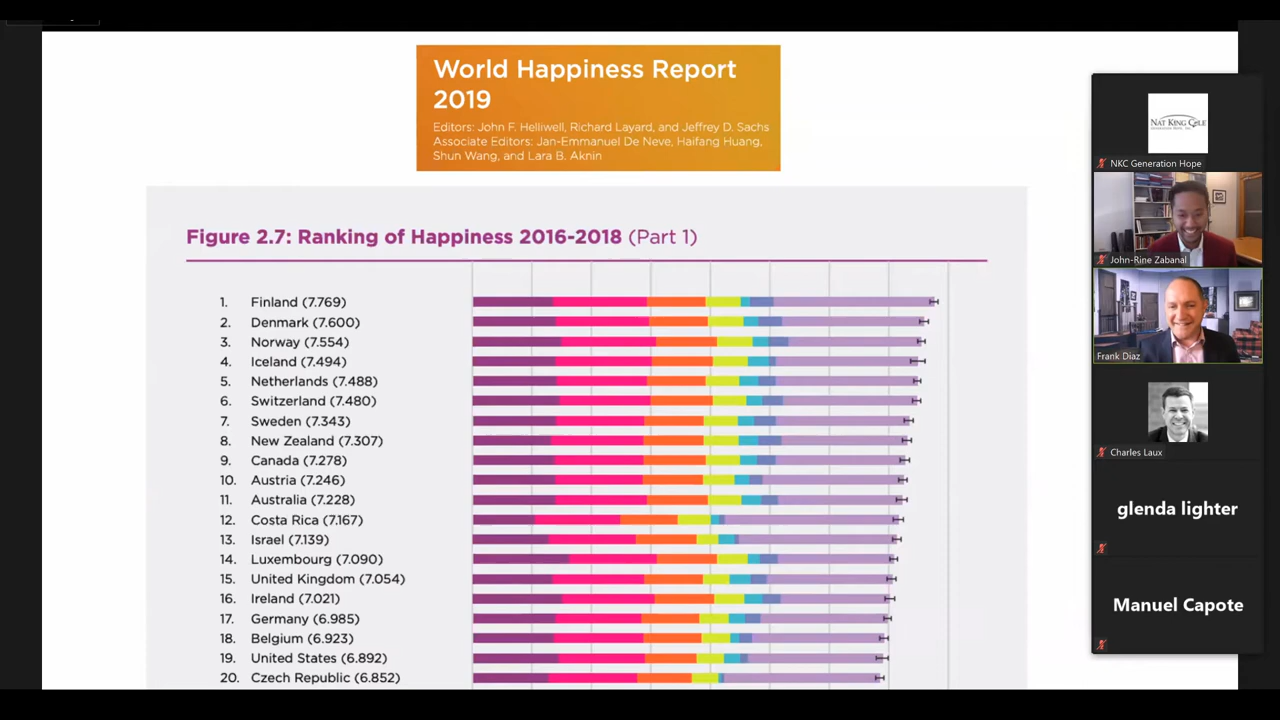 World Happiness Report
2019
Editors: John F. Helliwell, Richard Layard, and Jeffrey D. Sachs
Associate Editors: Jan-Emmanuel De Neve, Haifang Huang,
Shun Wang, and Lara B. Aknin
Figure 2.7: Ranking of Happiness 2016-2018 (Part 1)
1. Finland (7.769)
2. Denmark (7.600)
3. Norway (7.554)
4. Iceland (7.494)
5. Netherlands (7.488)
6. Switzerland (7.480)
7. Sweden (7.343)
8. New Zealand (7.307)
9. Canada (7.278)
10. Austria (7.246)
11. Australia (7.228)
12. Costa Rica (7.167)
13. Israel (7.139)
14. Luxembourg (7.090)
15. United Kingdom (7.054)
16. Ireland (7.021)
17. Germany (6.985)
18. Belgium (6.923)
19. United States (6.892)
20. Czech Republic (6.852)
NAT KING COLE
NKC Generation Hope
John-Rine Zabanal
Frank Diaz
Charles Laux
glenda lighter
Manuel Capote